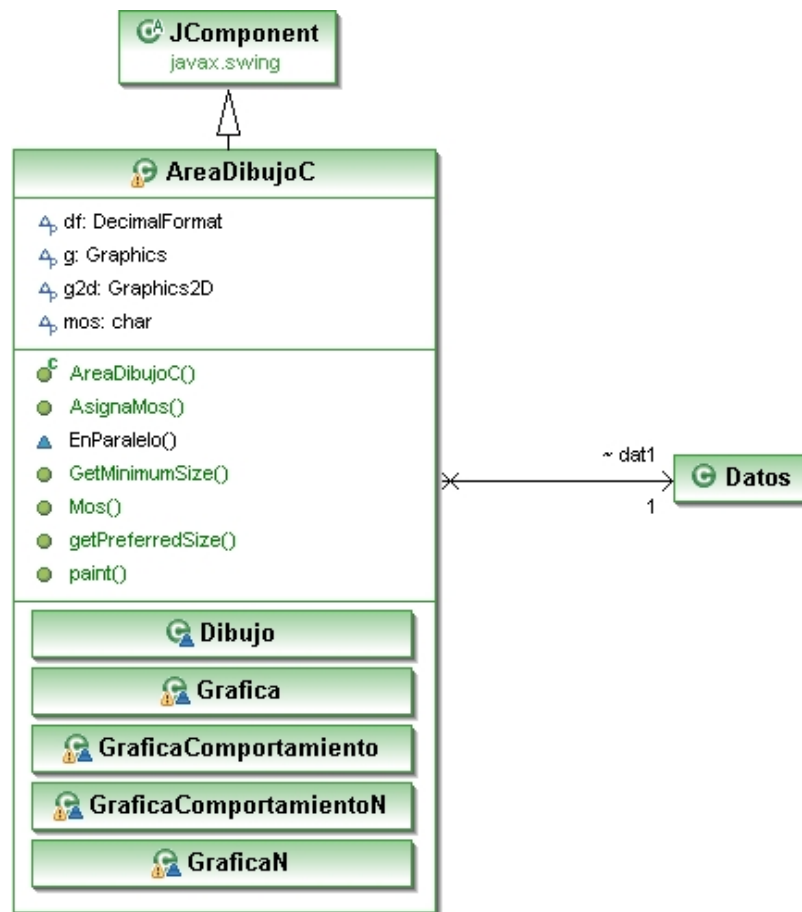 JComponent
javax.swing
AreaDibujoC
df: DecimalFormat
g: Graphics
g2d: Graphics2D
mos: char
AreaDibujoC()
AsignaMos()
EnParalelo()
GetMinimumSize()
Mos()
getPreferredSize()
paint()
~ dat1
1
Datos
Dibujo
Grafica
GraficaComportamiento
GraficaComportamientoN
GraficaN